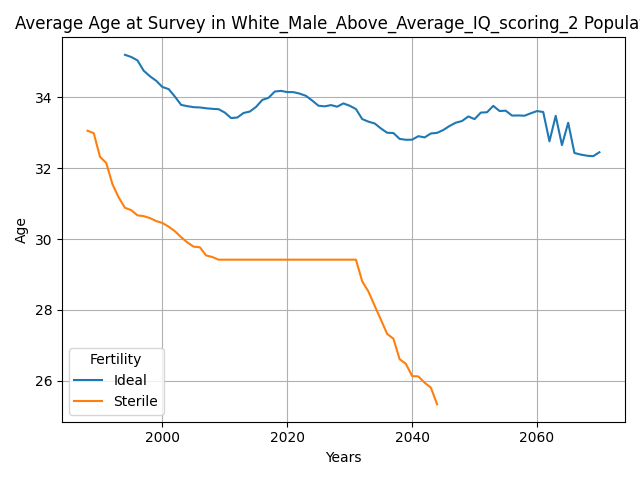 Average Age at Survey in White_Male_Above_Average_IQ_scoring_2 Popula
Age
34
32
30
28
26
Fertility
Ideal
Sterile
2000 2020 2040 2060
Years